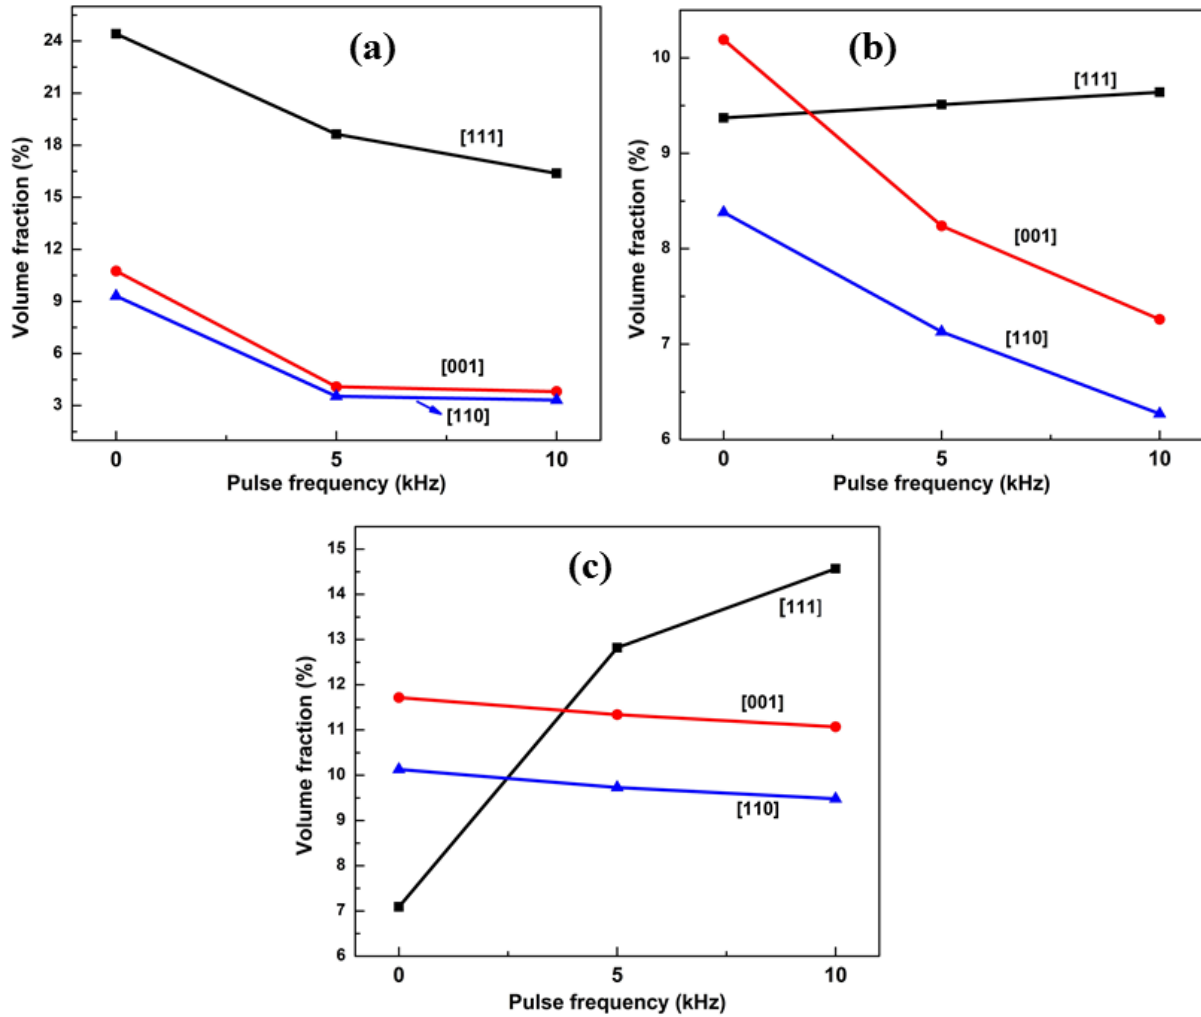 (a)
Volume fraction (%)
24
21
18
15
12
9
6
3
[111]
[001]
[110]
0 5 10
Pulse frequency (kHz)
(b)
Volume fraction (%)
10
9
8
7
6
[111]
[001]
[110]
0 5 10
Pulse frequency (kHz)
(c)
Volume fraction (%)
15
14
13
12
11
10
9
8
7
6
[111]
[001]
[110]
0 5 10
Pulse frequency (kHz)